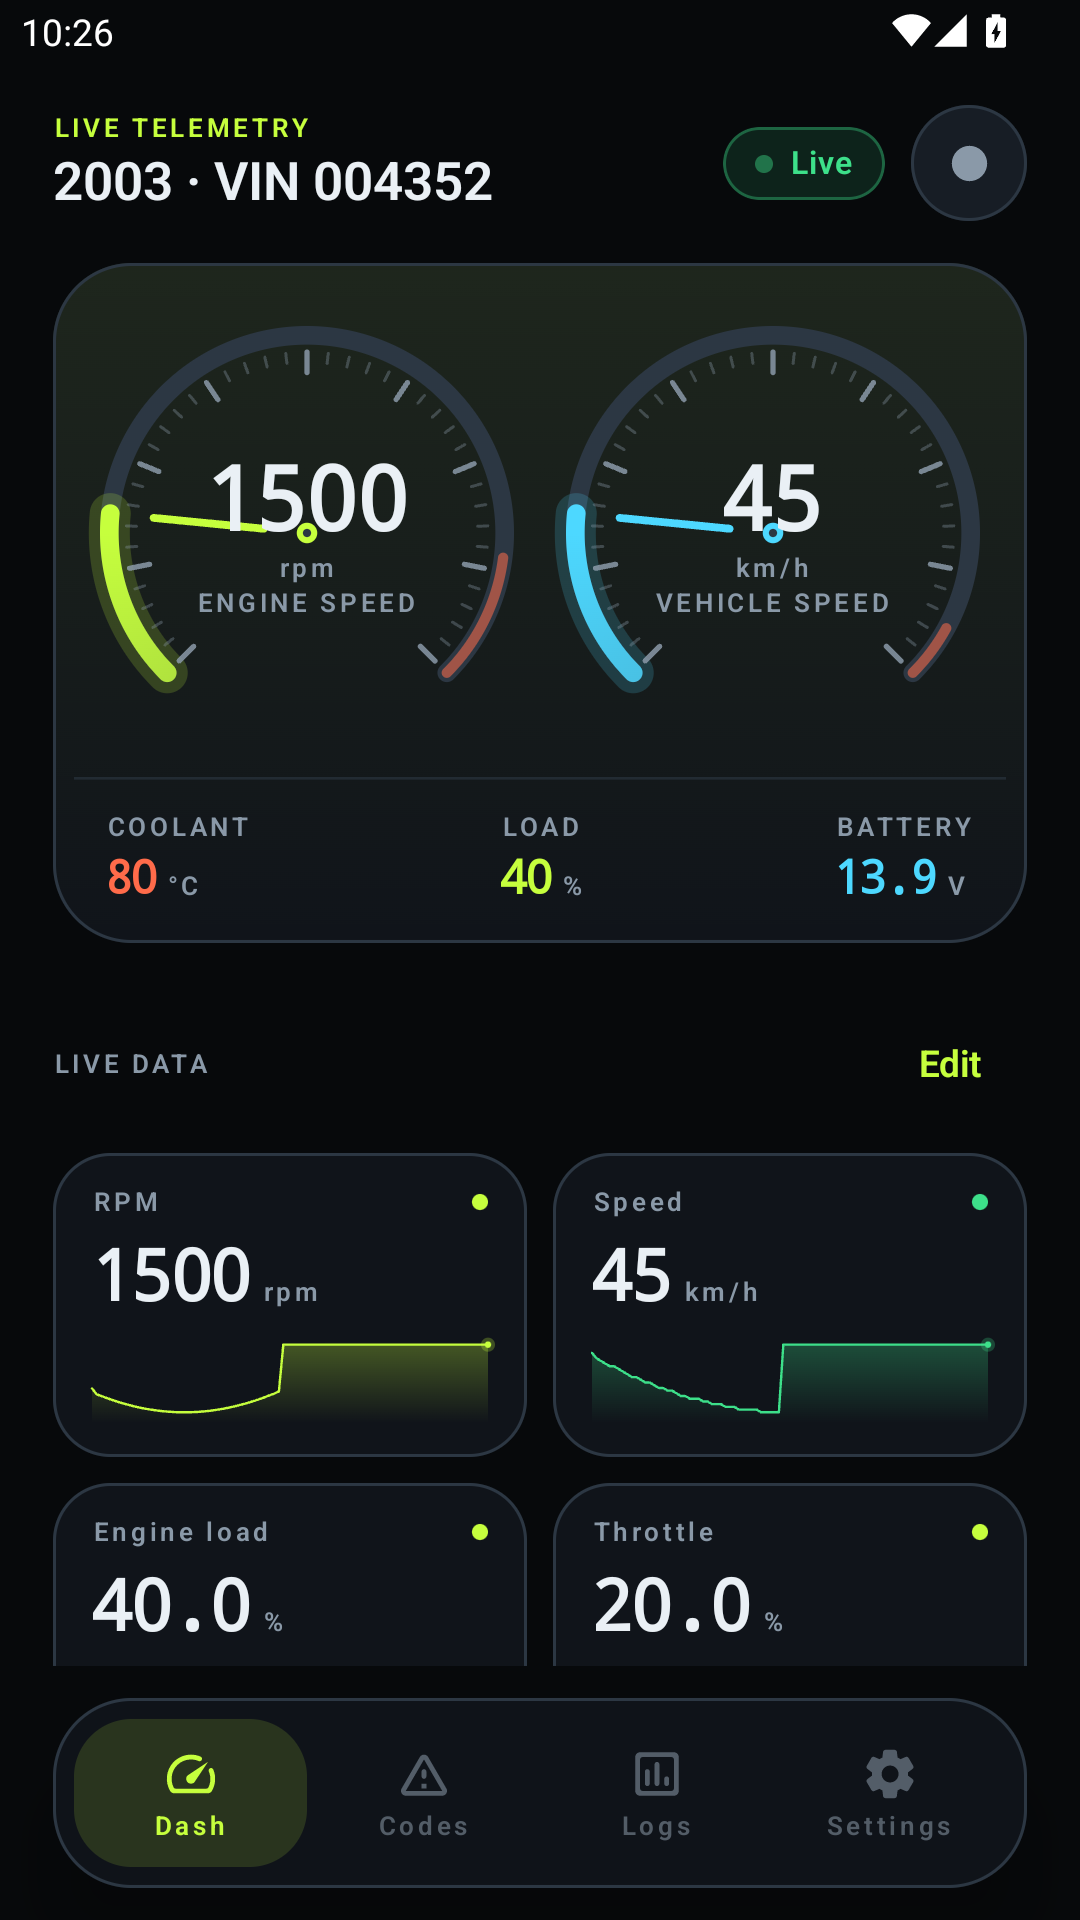 10:26
LIVE TELEMETRY
2003 · VIN 004352
Live
1500
rpm
ENGINE SPEED
45
km/h
VEHICLE SPEED
COOLANT
80 °C
LOAD
40 %
BATTERY
13.9 V
LIVE DATA
Edit
RPM
1500 rpm
Speed
45 km/h
Engine load
40.0 %
Throttle
20.0 %
Dash
Codes
Logs
Settings